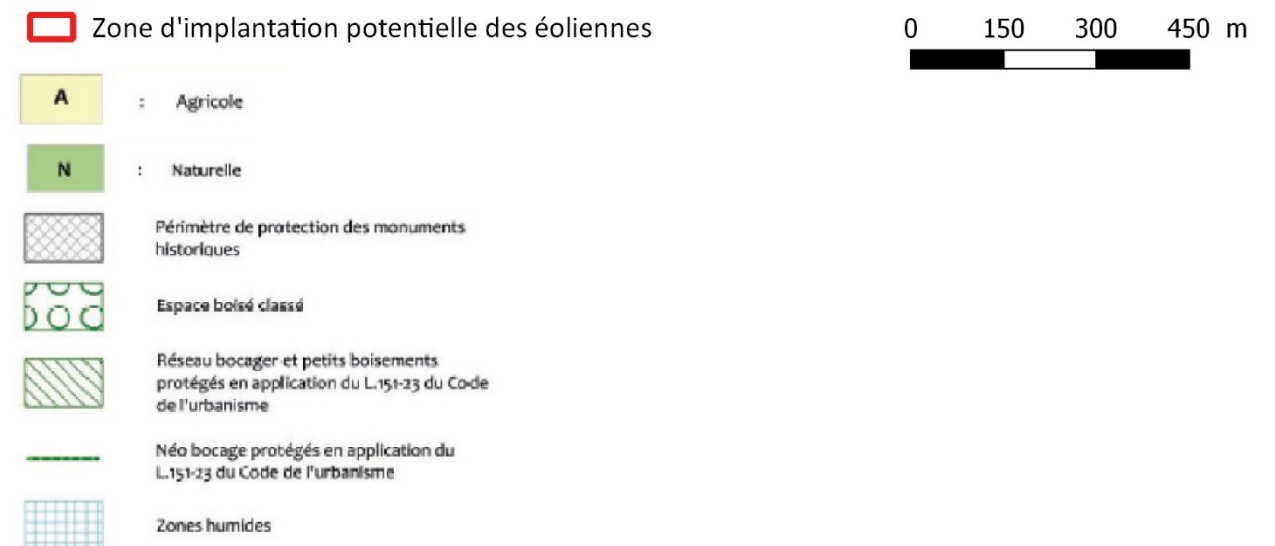 Zone d'implantation potentielle des éoliennes
0 150 300 450 m
A : Agricole
N : Naturelle
Périmètre de protection des monuments
historiques
Espace boisé classé
Réseau bocager et petits boisements
protégés en application du L.151-23 du Code
de l'urbanisme
Néo bocage protégés en application du
L.151-23 du Code de l'urbanisme
Zones humides